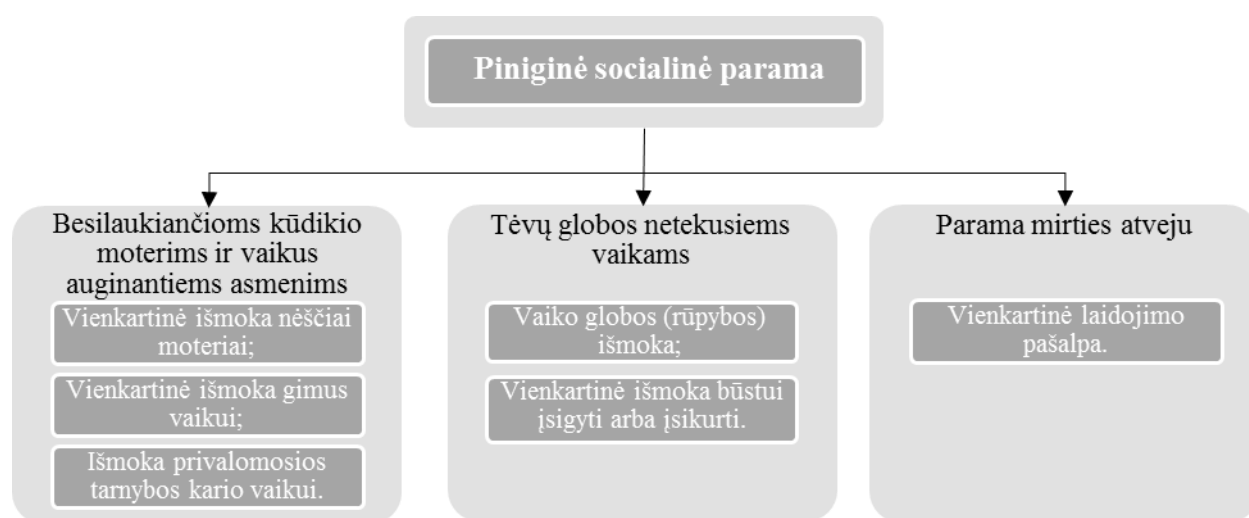 Piniginė socialinė parama
Besilaukiančioms kūdikio
moterims ir vaikus
auginantiems asmenims
Vienkartinė išmoka nėščiai
moteriai;
Vienkartinė išmoka gimus
vaikui;
Išmoka privalomosios
tarnybos kario vaikui.
Tėvų globos netekusiems
vaikams
Vaiko globos (rūpybos)
išmoka;
Vienkartinė išmoka būstui
įsigyti arba įsikurti.
Parama mirties atveju
Vienkartinė laidojimo
pašalpa.